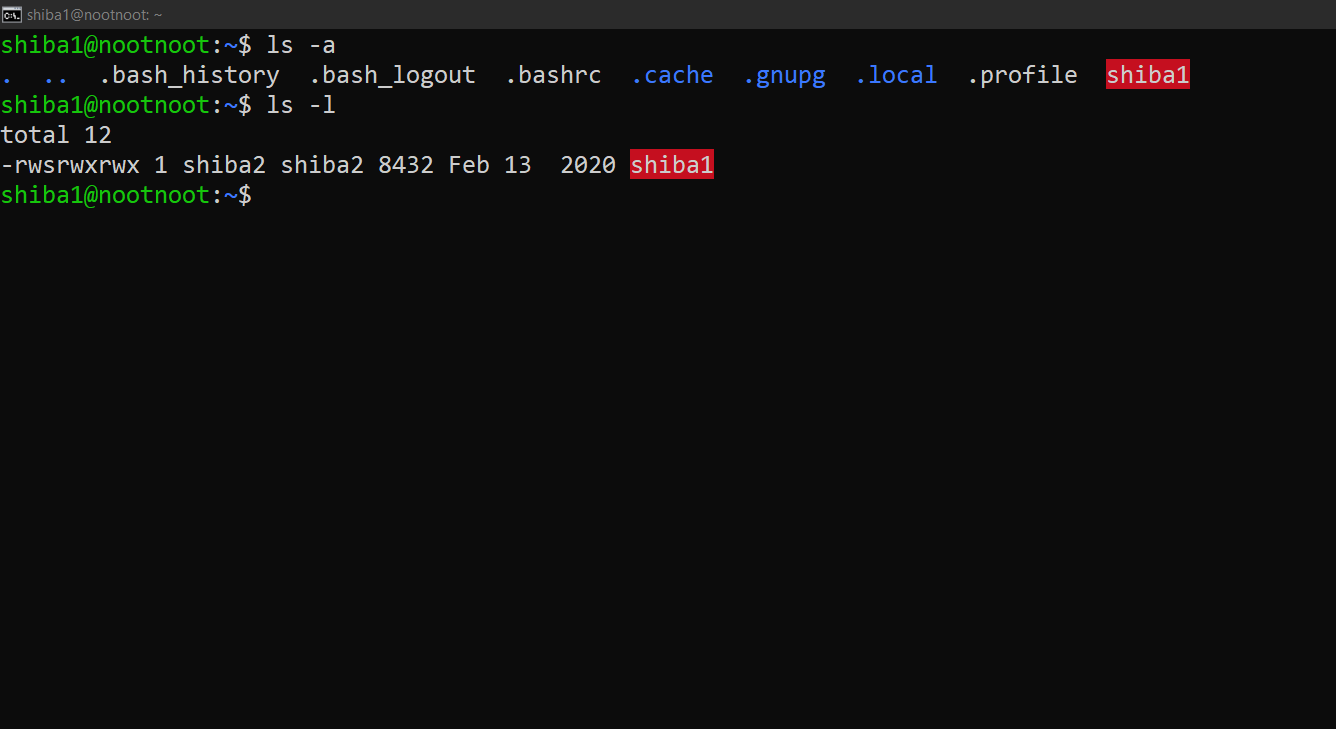 shiba1@nootnoot: ~
shiba1@nootnoot:~$ ls -a
. .. .bash_history .bash_logout .bashrc .cache .gnupg .local .profile shiba1
shiba1@nootnoot:~$ ls -l
total 12
-rwsrwxrwx 1 shiba2 shiba2 8432 Feb 13  2020 shiba1
shiba1@nootnoot:~$